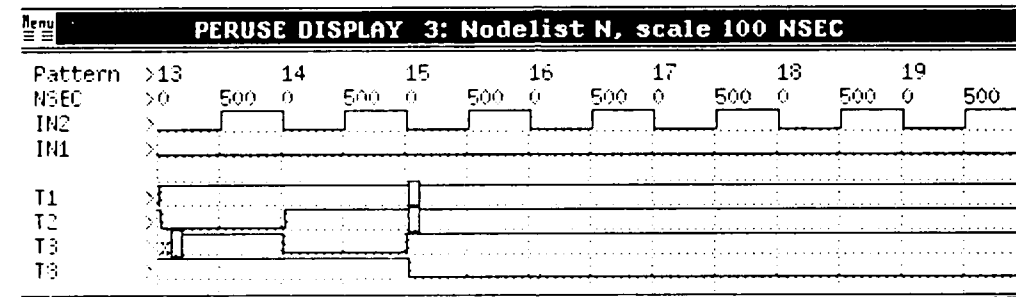 Menu PERUSE DISPLAY 3: Nodelist N, scale 100 NSEC
Pattern >13 14 15 16 17 18 19
NSEC >0 500 0 500 0 500 0 500 0 500 0 500 0 500
IN2 >
IN1 >
T1 >
T2 >
T3 >
T3 >